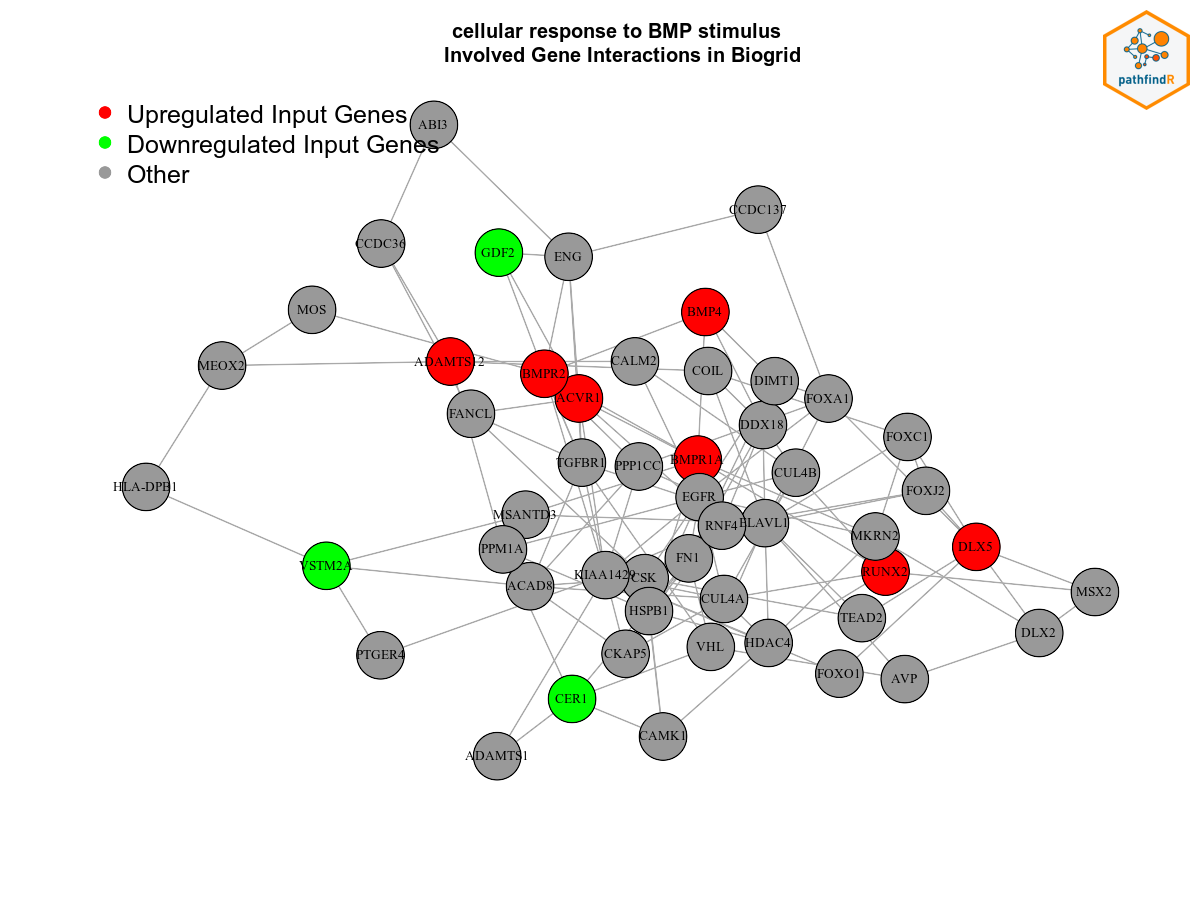 cellular response to BMP stimulus
Involved Gene Interactions in Biogrid
pathfindR
Upregulated Input Genes
Downregulated Input Genes
Other
ABI3
CCDC137
CCDC36
GDF2
ENG
MOS
BMP4
MEOX2
ADAMTS12
BMPR2
CALM2
COIL
DIMT1
ACVR1
FOXA1
FANCL
DDX18
FOXC1
TGFBR1
PPP1CC
BMPR1A
CUL4B
HLA-DPB1
EGFR
FOXJ2
MSANTD3
RNF4
ELAVL1
MKRN2
PPM1A
FN1
DLX5
VSTM2A
KIAA1429
CSK
RUNX2
ACAD8
CUL4A
HSPB1
MSX2
TEAD2
DLX2
PTGER4
CKAP5
VHL
HDAC4
FOXO1
AVP
CER1
CAMK1
ADAMTS1